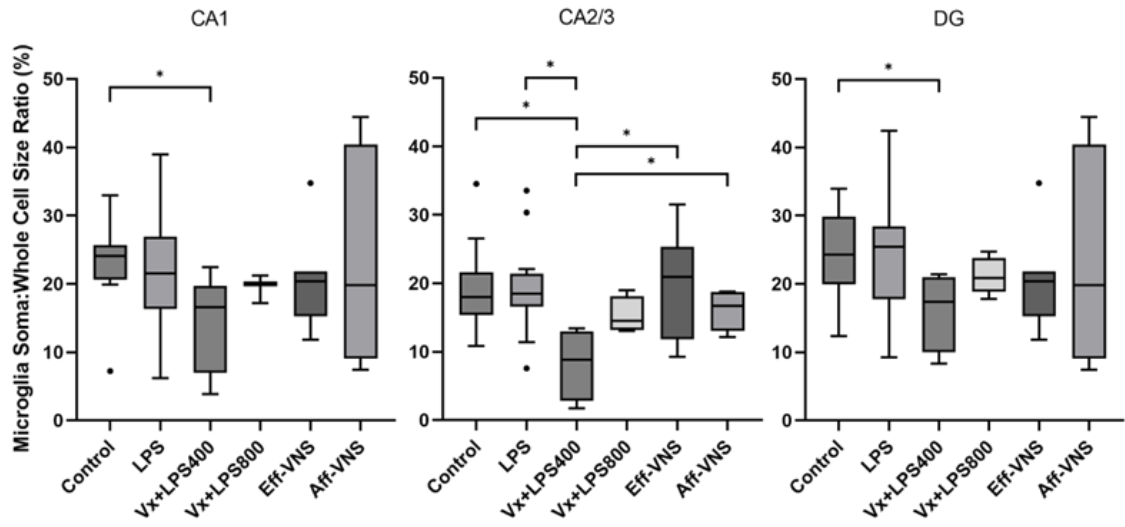 CA1
CA2/3
DG
Microglia Soma:Whole Cell Size Ratio (%)
50
40
30
20
10
0
*
Control
LPS
Vx+LPS400
Vx+LPS800
Eff-VNS
Aff-VNS
50
40
30
20
10
0
*
*
*
*
Control
LPS
Vx+LPS400
Vx+LPS800
Eff-VNS
Aff-VNS
50
40
30
20
10
0
*
Control
LPS
Vx+LPS400
Vx+LPS800
Eff-VNS
Aff-VNS